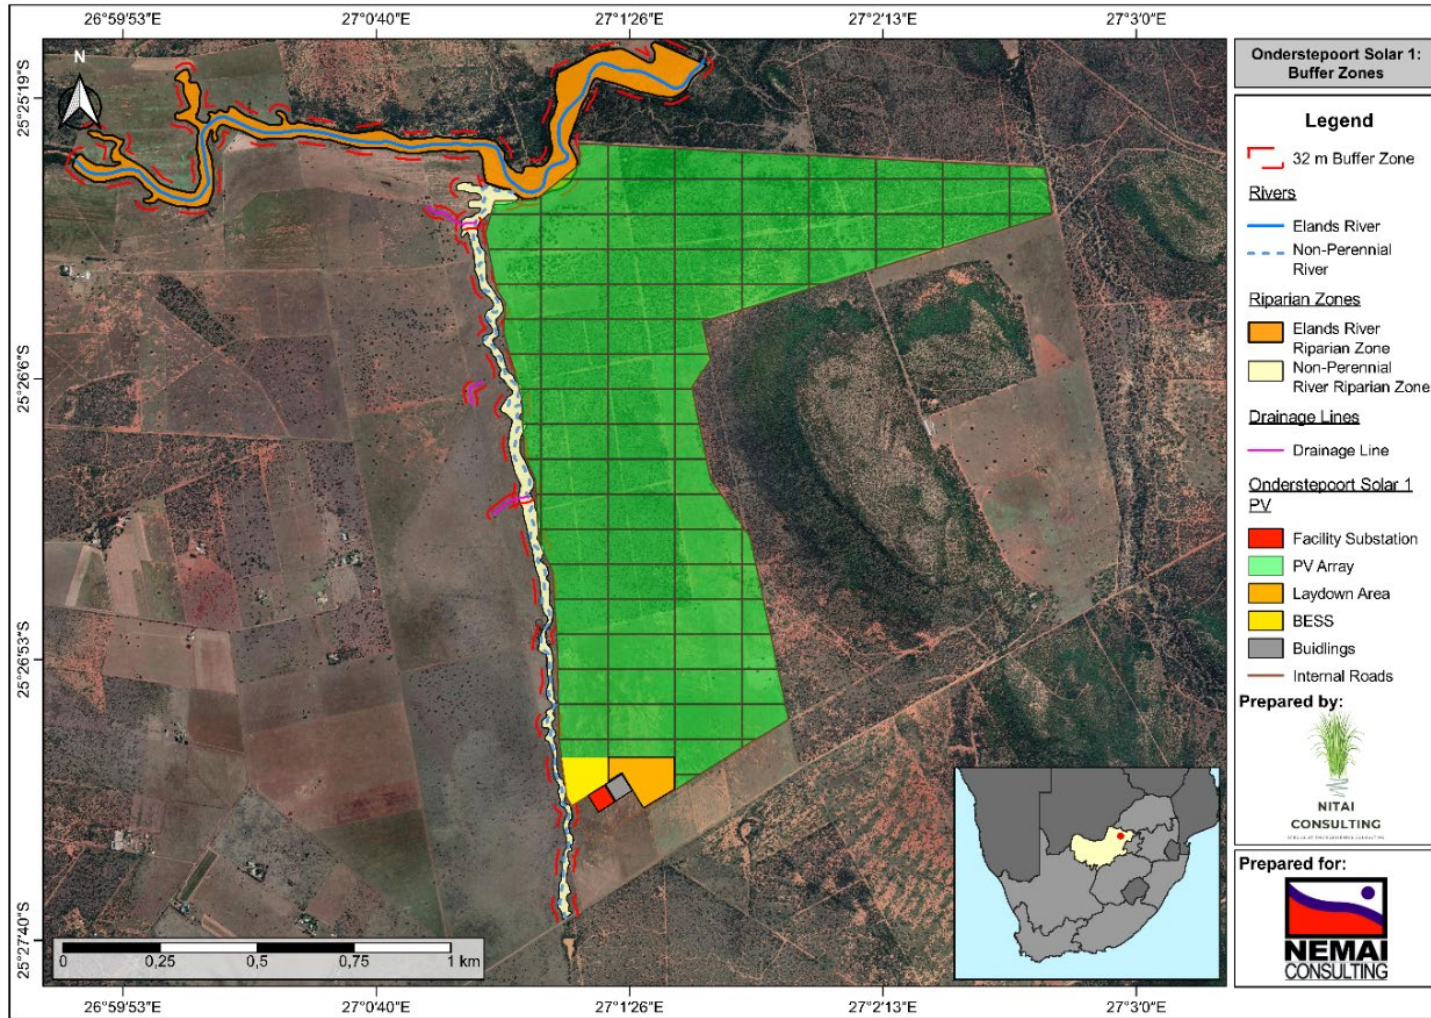 26°59'53"E 27°0'40"E 27°1'26"E 27°2'13"E 27°3'0"E
25°25'19"S
25°26'6"S
25°26'53"S
25°27'40"S
N
0 0,25 0,5 0,75 1 km
26°59'53"E 27°0'40"E 27°1'26"E 27°2'13"E 27°3'0"E
Onderstepoort Solar 1:
Buffer Zones
Legend
32 m Buffer Zone
Rivers
Elands River
Non-Perennial
River
Riparian Zones
Elands River
Riparian Zone
Non-Perennial
River Riparian Zone
Drainage Lines
Drainage Line
Onderstepoort Solar 1
PV
Facility Substation
PV Array
Laydown Area
BESS
Buidlings
Internal Roads
Prepared by:
NITAI
CONSULTING
Prepared for:
NEMAI
CONSULTING